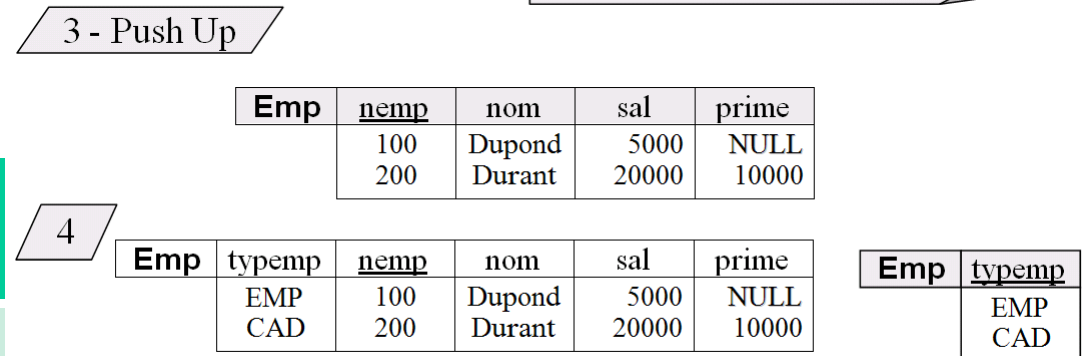 3 - Push Up
Emp nemp nom sal prime
100 Dupond 5000 NULL
200 Durant 20000 10000
4
Emp typemp nemp nom sal prime
EMP 100 Dupond 5000 NULL
CAD 200 Durant 20000 10000
Emp typemp
EMP
CAD